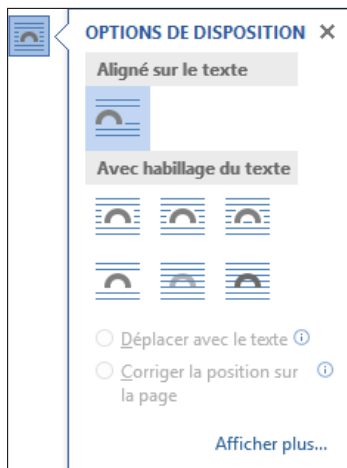 OPTIONS DE DISPOSITION
Aligné sur le texte
Avec habillage du texte
Déplacer avec le texte
Corriger la position sur
la page
Afficher plus...